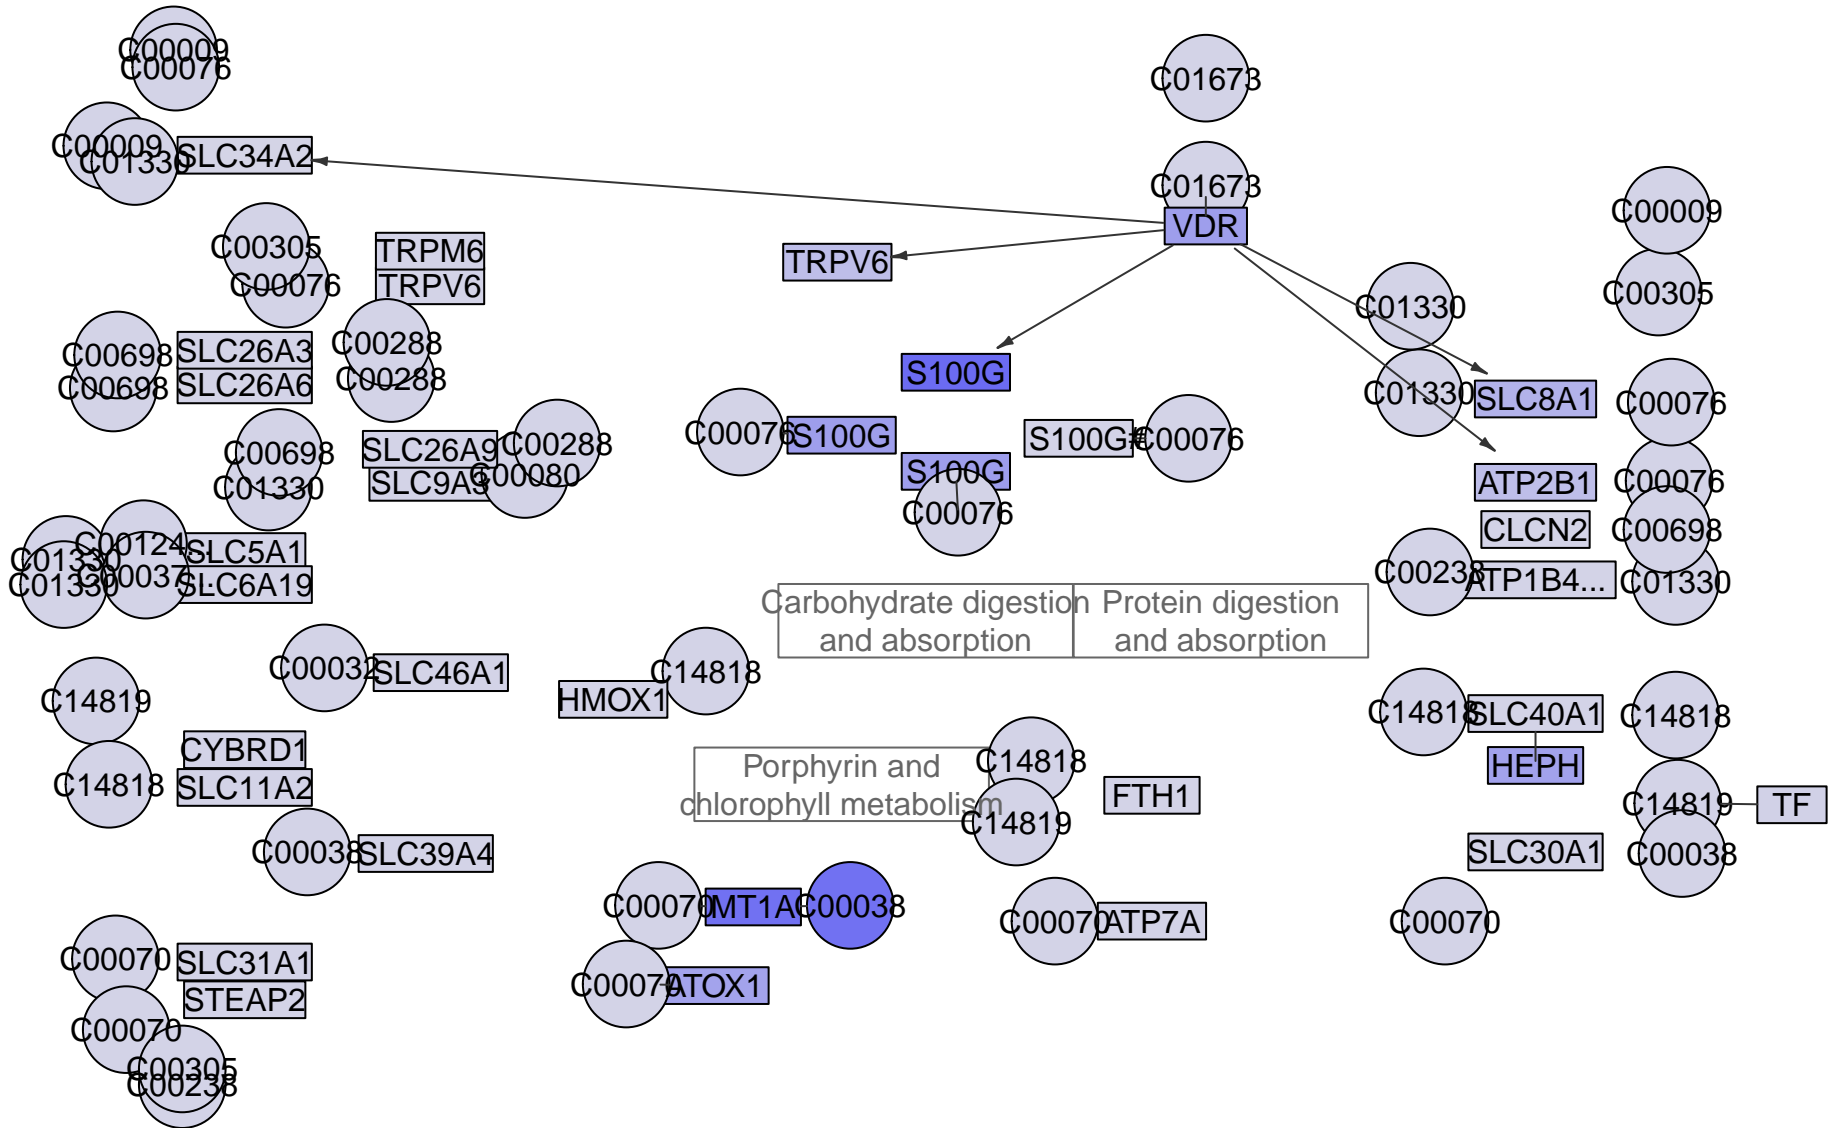 C00009
C00076
C01673
C00009
C01330
SLC34A2
C01673
VDR
C00009
C00305
C00076
TRPM6
TRPV6
TRPV6
C01330
C00305
C00698
C00698
SLC26A3
SLC26A6
C00288
C00288
S100G
C01330
SLC8A1
C00076
C00076
S100G
S100G#
C00076
C00698
C01330
SLC26A9
SLC9A3
C00288
C00080
S100G
C00076
ATP2B1
C00076
CLCN2
C00698
C01330
C01330
C00124...
C00037...
SLC5A1
SLC6A19
C00238
ATP1B4...
C01330
Carbohydrate digestion
and absorption
Protein digestion
and absorption
C00032
SLC46A1
HMOX1
C14818
C14819
C14818
SLC40A1
C14818
CYBRD1
SLC11A2
C14818
Porphyrin and
chlorophyll metabolism
C14818
C14819
FTH1
HEPH
C14819
TF
C00038
SLC39A4
SLC30A1
C00038
C00070
MT1A
C00038
C00070
ATP7A
C00070
C00070
SLC31A1
STEAP2
C00070
ATOX1
C00070
C00305
C00238